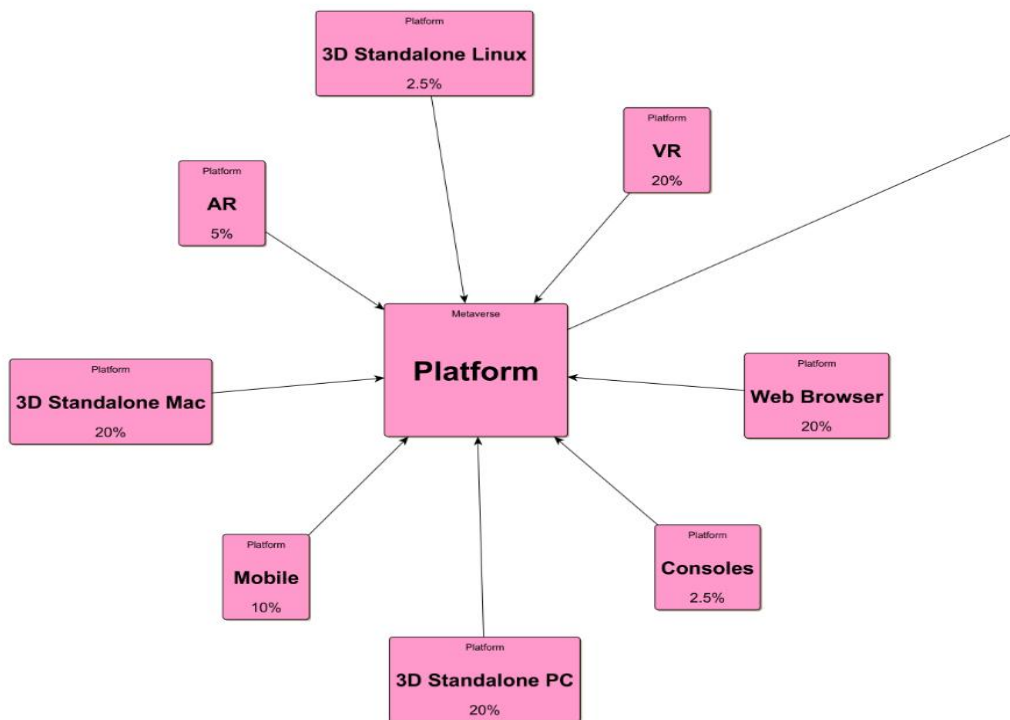 Platform
3D Standalone Linux
2.5%
Platform
VR
20%
Platform
AR
5%
Metaverse
Platform
Platform
3D Standalone Mac
20%
Platform
Web Browser
20%
Platform
Mobile
10%
Platform
Consoles
2.5%
Platform
3D Standalone PC
20%